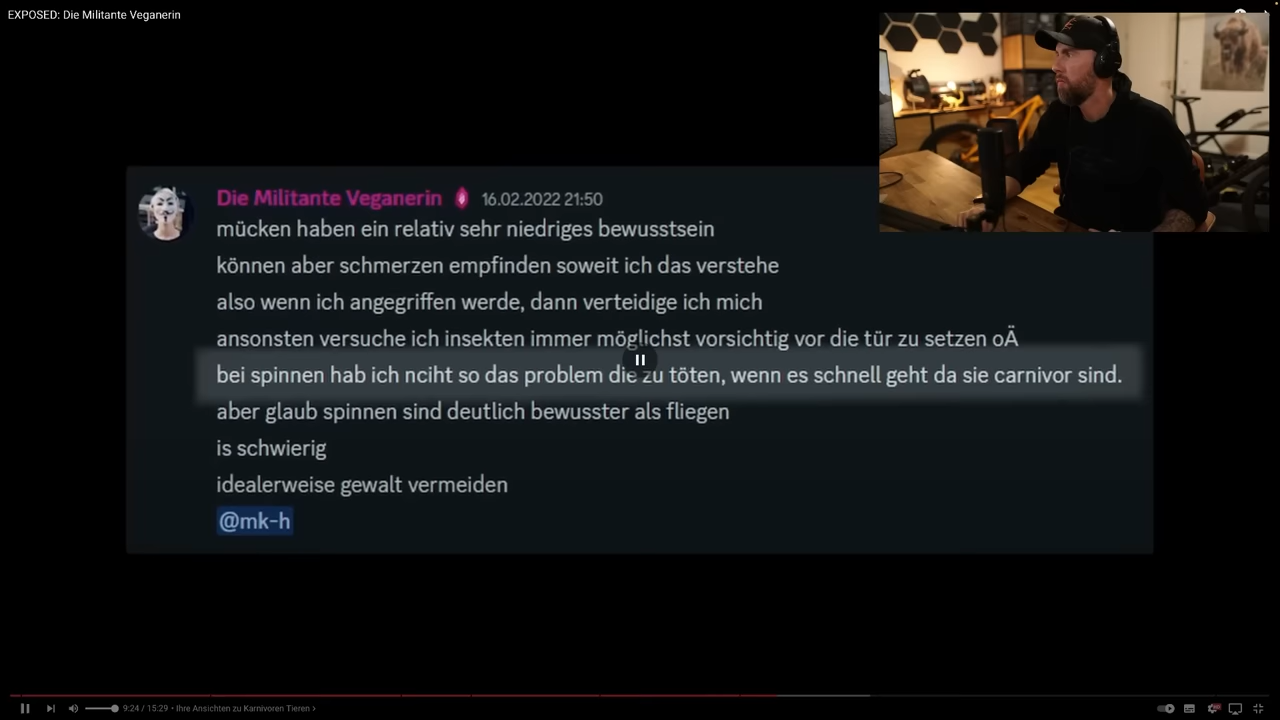 EXPOSED: Die Militante Veganerin
Die Militante Veganerin 16.02.2022 21:50
mücken haben ein relativ sehr niedriges bewusstsein
können aber schmerzen empfinden soweit ich das verstehe
also wenn ich angegriffen werde, dann verteidige ich mich
ansonsten versuche ich insekten immer möglichst vorsichtig vor die tür zu setzen oÄ
bei spinnen hab ich nciht so das problem die zu töten, wenn es schnell geht da sie carnivor sind.
aber glaub spinnen sind deutlich bewusster als fliegen
is schwierig
idealerweise gewalt vermeiden
@mk-h
9:24 / 15:29 • Ihre Ansichten zu Karnivoren Tieren ›